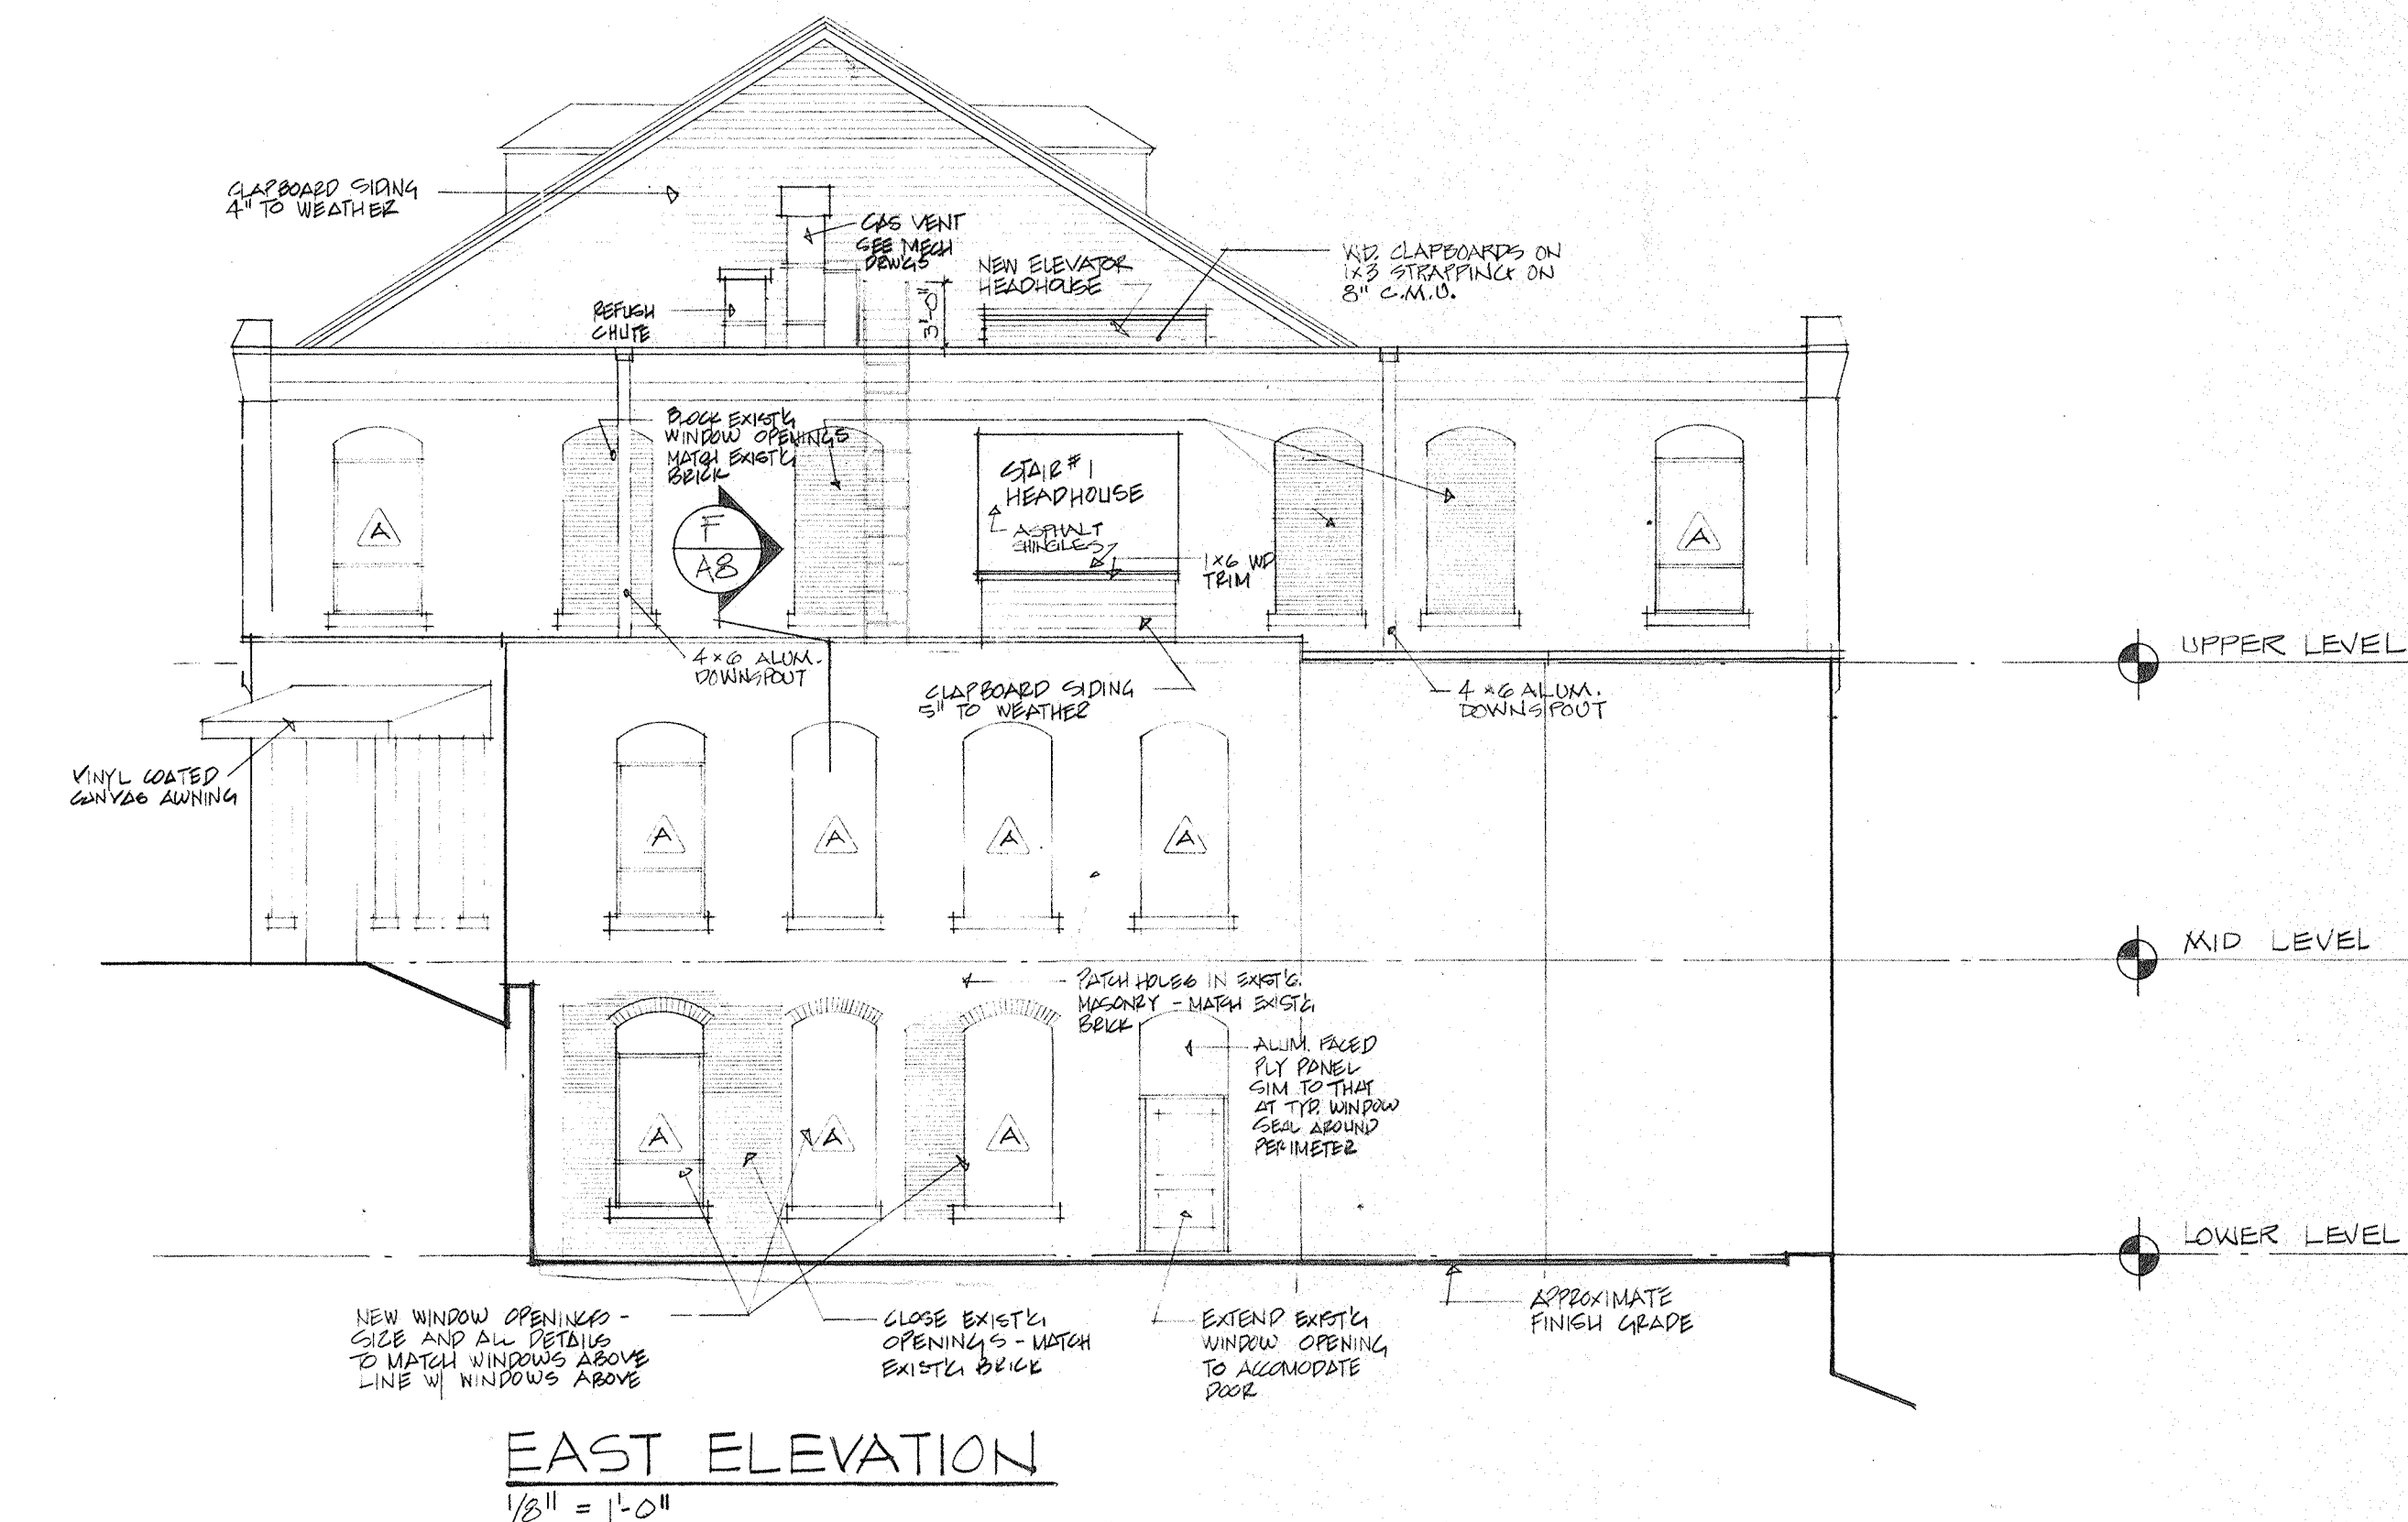 CLAPBOARD SIDING
4" TO WEATHER
GAS VENT
SEE MECH
DRWGS
NEW ELEVATOR
HEADHOUSE
WD. CLAPBOARDS ON
1x3 STRAPPING ON
8" C.M.U.
REFUSH
CHUTE
3'-0"
BLOCK EXIST'G
WINDOW OPENINGS
MATCH EXIST'G
BRICK
STAIR #1
HEADHOUSE
ASPHALT
SHINGLES
1x6 WD
TRIM
A
F
A8
A
4x6 ALUM.
DOWNSPOUT
CLAPBOARD SIDING
5" TO WEATHER
4x6 ALUM.
DOWNSPOUT
UPPER LEVEL
VINYL COATED
CANVAS AWNING
A
A
A
A
MID LEVEL
PATCH HOLES IN EXIST'G.
MASONRY - MATCH EXIST'G
BRICK
ALUM. FACED
PLY PANEL
SIM TO THAT
AT TYP. WINDOW
SEAL AROUND
PERIMETER
A
A
A
LOWER LEVEL
NEW WINDOW OPENINGS -
SIZE AND ALL DETAILS
TO MATCH WINDOWS ABOVE
LINE W/ WINDOWS ABOVE
CLOSE EXIST'G
OPENINGS - MATCH
EXIST'G BRICK
EXTEND EXIST'G
WINDOW OPENING
TO ACCOMODATE
DOOR
APPROXIMATE
FINISH GRADE
EAST ELEVATION
1/8" = 1'-0"